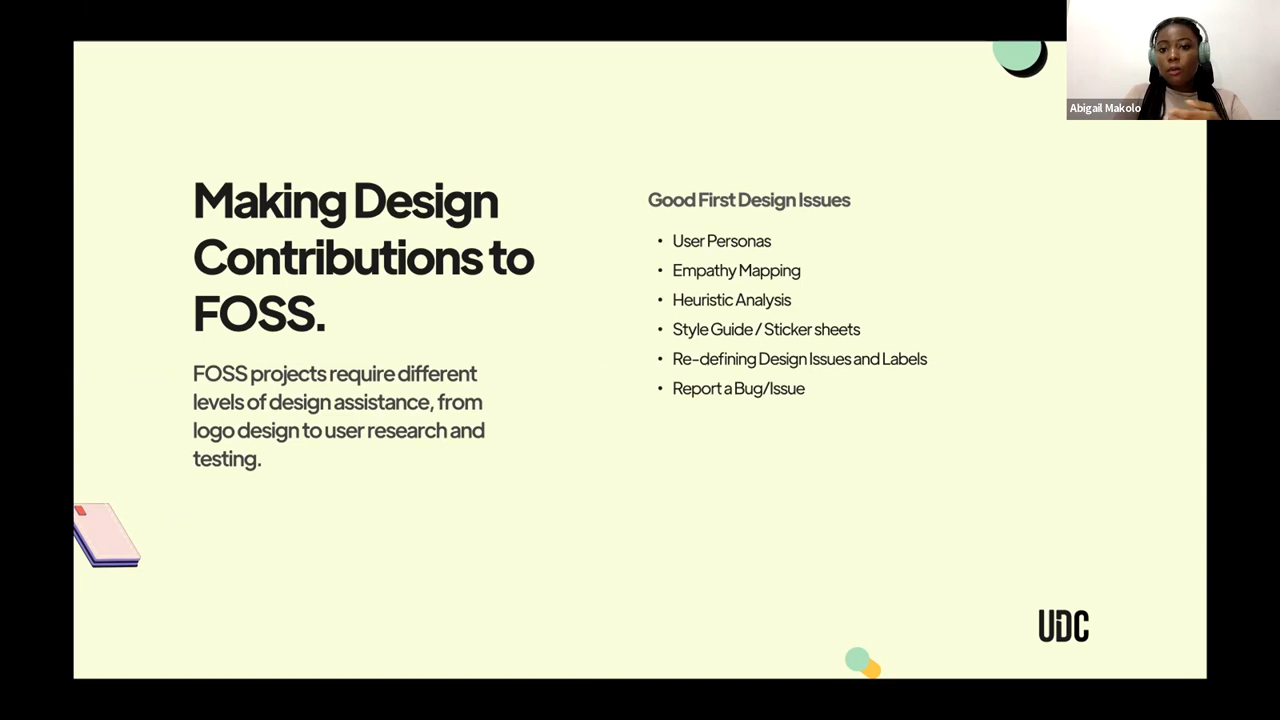 Abigail Makolo
Making Design
Contributions to
FOSS.
FOSS projects require different
levels of design assistance, from
logo design to user research and
testing.
Good First Design Issues
• User Personas
• Empathy Mapping
• Heuristic Analysis
• Style Guide / Sticker sheets
• Re-defining Design Issues and Labels
• Report a Bug/Issue
UDC